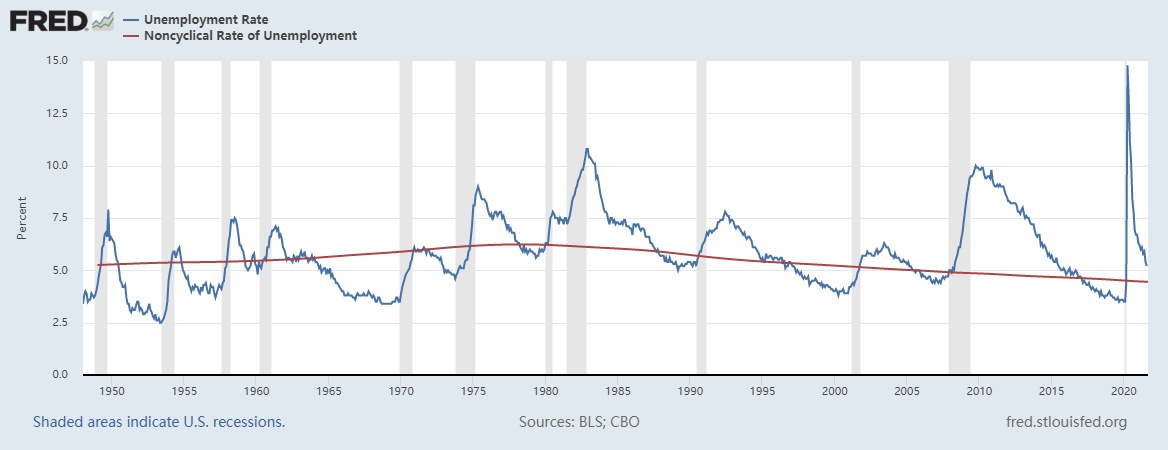 FRED
Unemployment Rate
Noncyclical Rate of Unemployment
15.0
12.5
10.0
7.5
5.0
2.5
0.0
Percent
1950 1955 1960 1965 1970 1975 1980 1985 1990 1995 2000 2005 2010 2015 2020
Shaded areas indicate U.S. recessions. Sources: BLS; CBO fred.stlouisfed.org